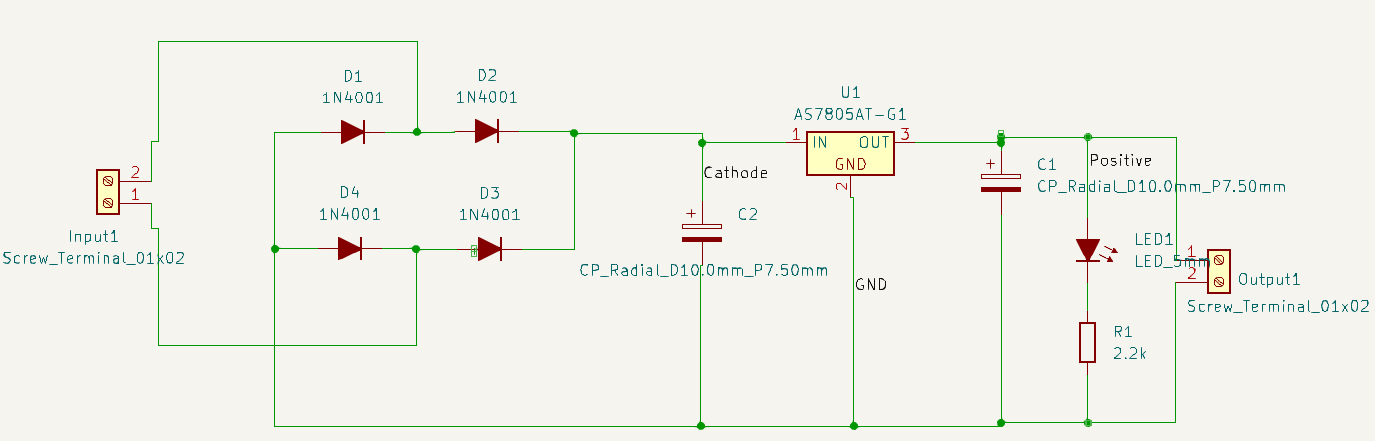 D1
1N4001
D2
1N4001
U1
AS7805AT-G1
1
IN
OUT
3
GND
2
Cathode
+
C1
CP_Radial_D10.0mm_P7.50mm
Positive
2
1
Input1
Screw_Terminal_01x02
D4
1N4001
D3
1N4001
+
C2
CP_Radial_D10.0mm_P7.50mm
GND
LED1
LED_5mm
1
2
Output1
Screw_Terminal_01x02
R1
2.2k